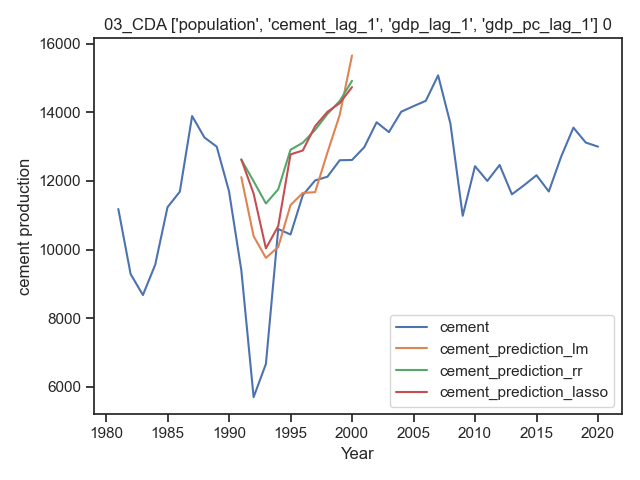 03_CDA ['population', 'cement_lag_1', 'gdp_lag_1', 'gdp_pc_lag_1'] 0
16000
14000
12000
10000
8000
6000
cement production
cement
cement_prediction_lm
cement_prediction_rr
cement_prediction_lasso
1980 1985 1990 1995 2000 2005 2010 2015 2020
Year